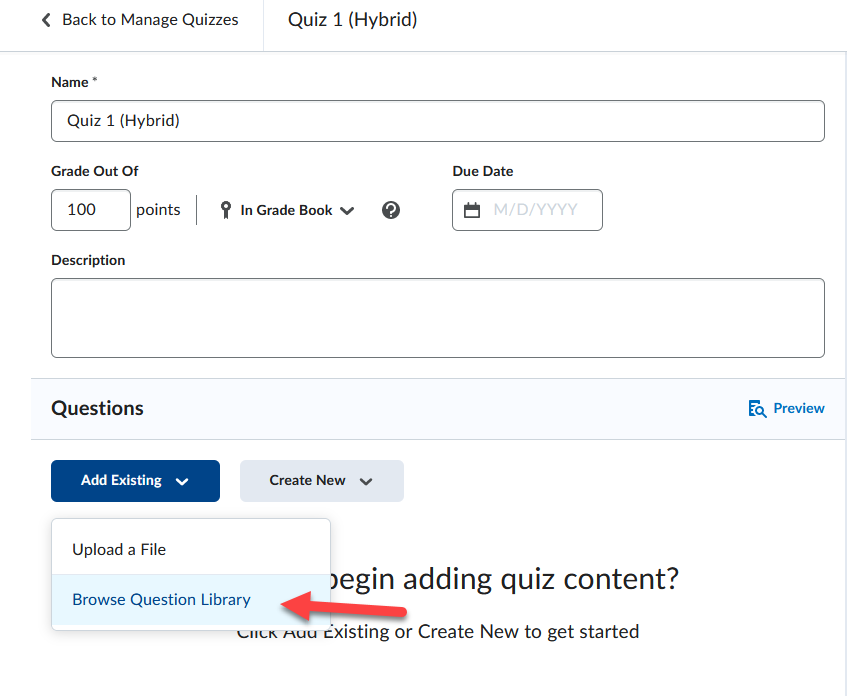 Back to Manage Quizzes
Quiz 1 (Hybrid)
Name *
Quiz 1 (Hybrid)
Grade Out Of
Due Date
100 points
In Grade Book
M/D/YYYY
Description
Questions
Preview
Add Existing
Create New
Upload a File
begin adding quiz content?
Browse Question Library
Click Add Existing or Create New to get started